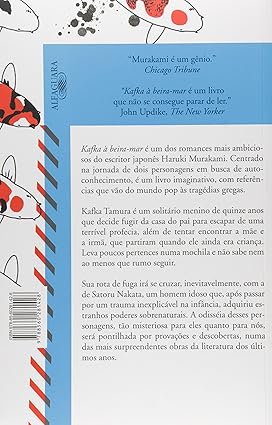 ALFAGUARA
“Murakami é um gênio.”
Chicago Tribune
“Kafka à beira-mar é um livro
que não se consegue parar de ler.”
John Updike, The New Yorker
Kafka à beira-mar é um dos romances mais ambi-
ciosos do escritor japonês Haruki Murakami. Centrado
na jornada de dois personagens em busca de auto-
conhecimento, é um livro imaginativo, com referên-
cias que vão do mundo pop às tragédias gregas.
Kafka Tamura é um solitário menino de quinze anos
que decide fugir da casa do pai para escapar de uma
terrível profecia, além de tentar encontrar a mãe e
a irmã, que partiram quando ele ainda era criança.
Leva poucos pertences numa mochila e não sabe nem
ao menos que rumo seguir.
Sua rota de fuga irá se cruzar, inevitavelmente, com a
de Satoru Nakata, um homem idoso que, após passar
por um trauma inexplicável na infância, adquiriu es-
tranhos poderes sobrenaturais. A odisséia desses per-
sonagens, tão misteriosa para eles quanto para nós,
será pontilhada por provações e descobertas, numa
das mais surpreendentes obras da literatura dos últi-
mos anos.